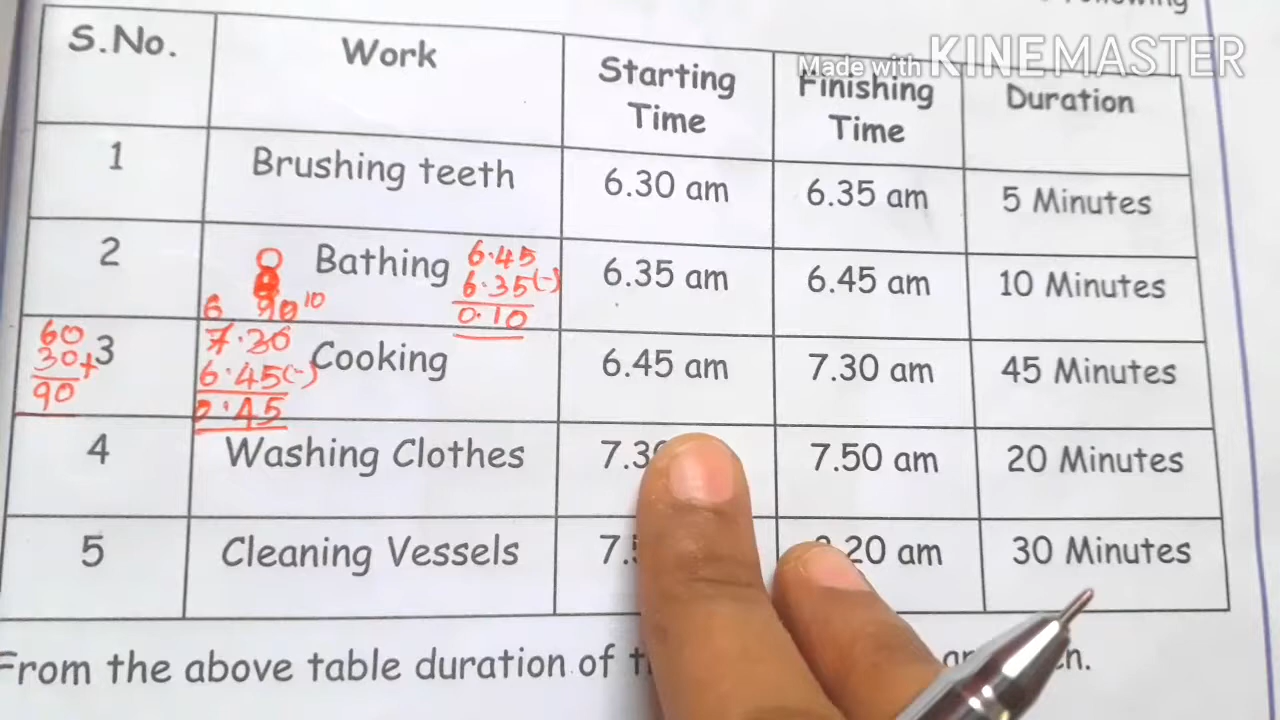 following
Made with KINEMASTER
S.No. Work Starting Time Finishing Time Duration
1 Brushing teeth 6.30 am 6.35 am 5 Minutes
2 Bathing 6.35 am 6.45 am 10 Minutes
6.45
6.35(-)
0.10
3 Cooking 6.45 am 7.30 am 45 Minutes
60
30+
90
6 90 10
7.30
6.45(-)
0.45
4 Washing Clothes 7.3 7.50 am 20 Minutes
5 Cleaning Vessels 7. .20 am 30 Minutes
From the above table duration of